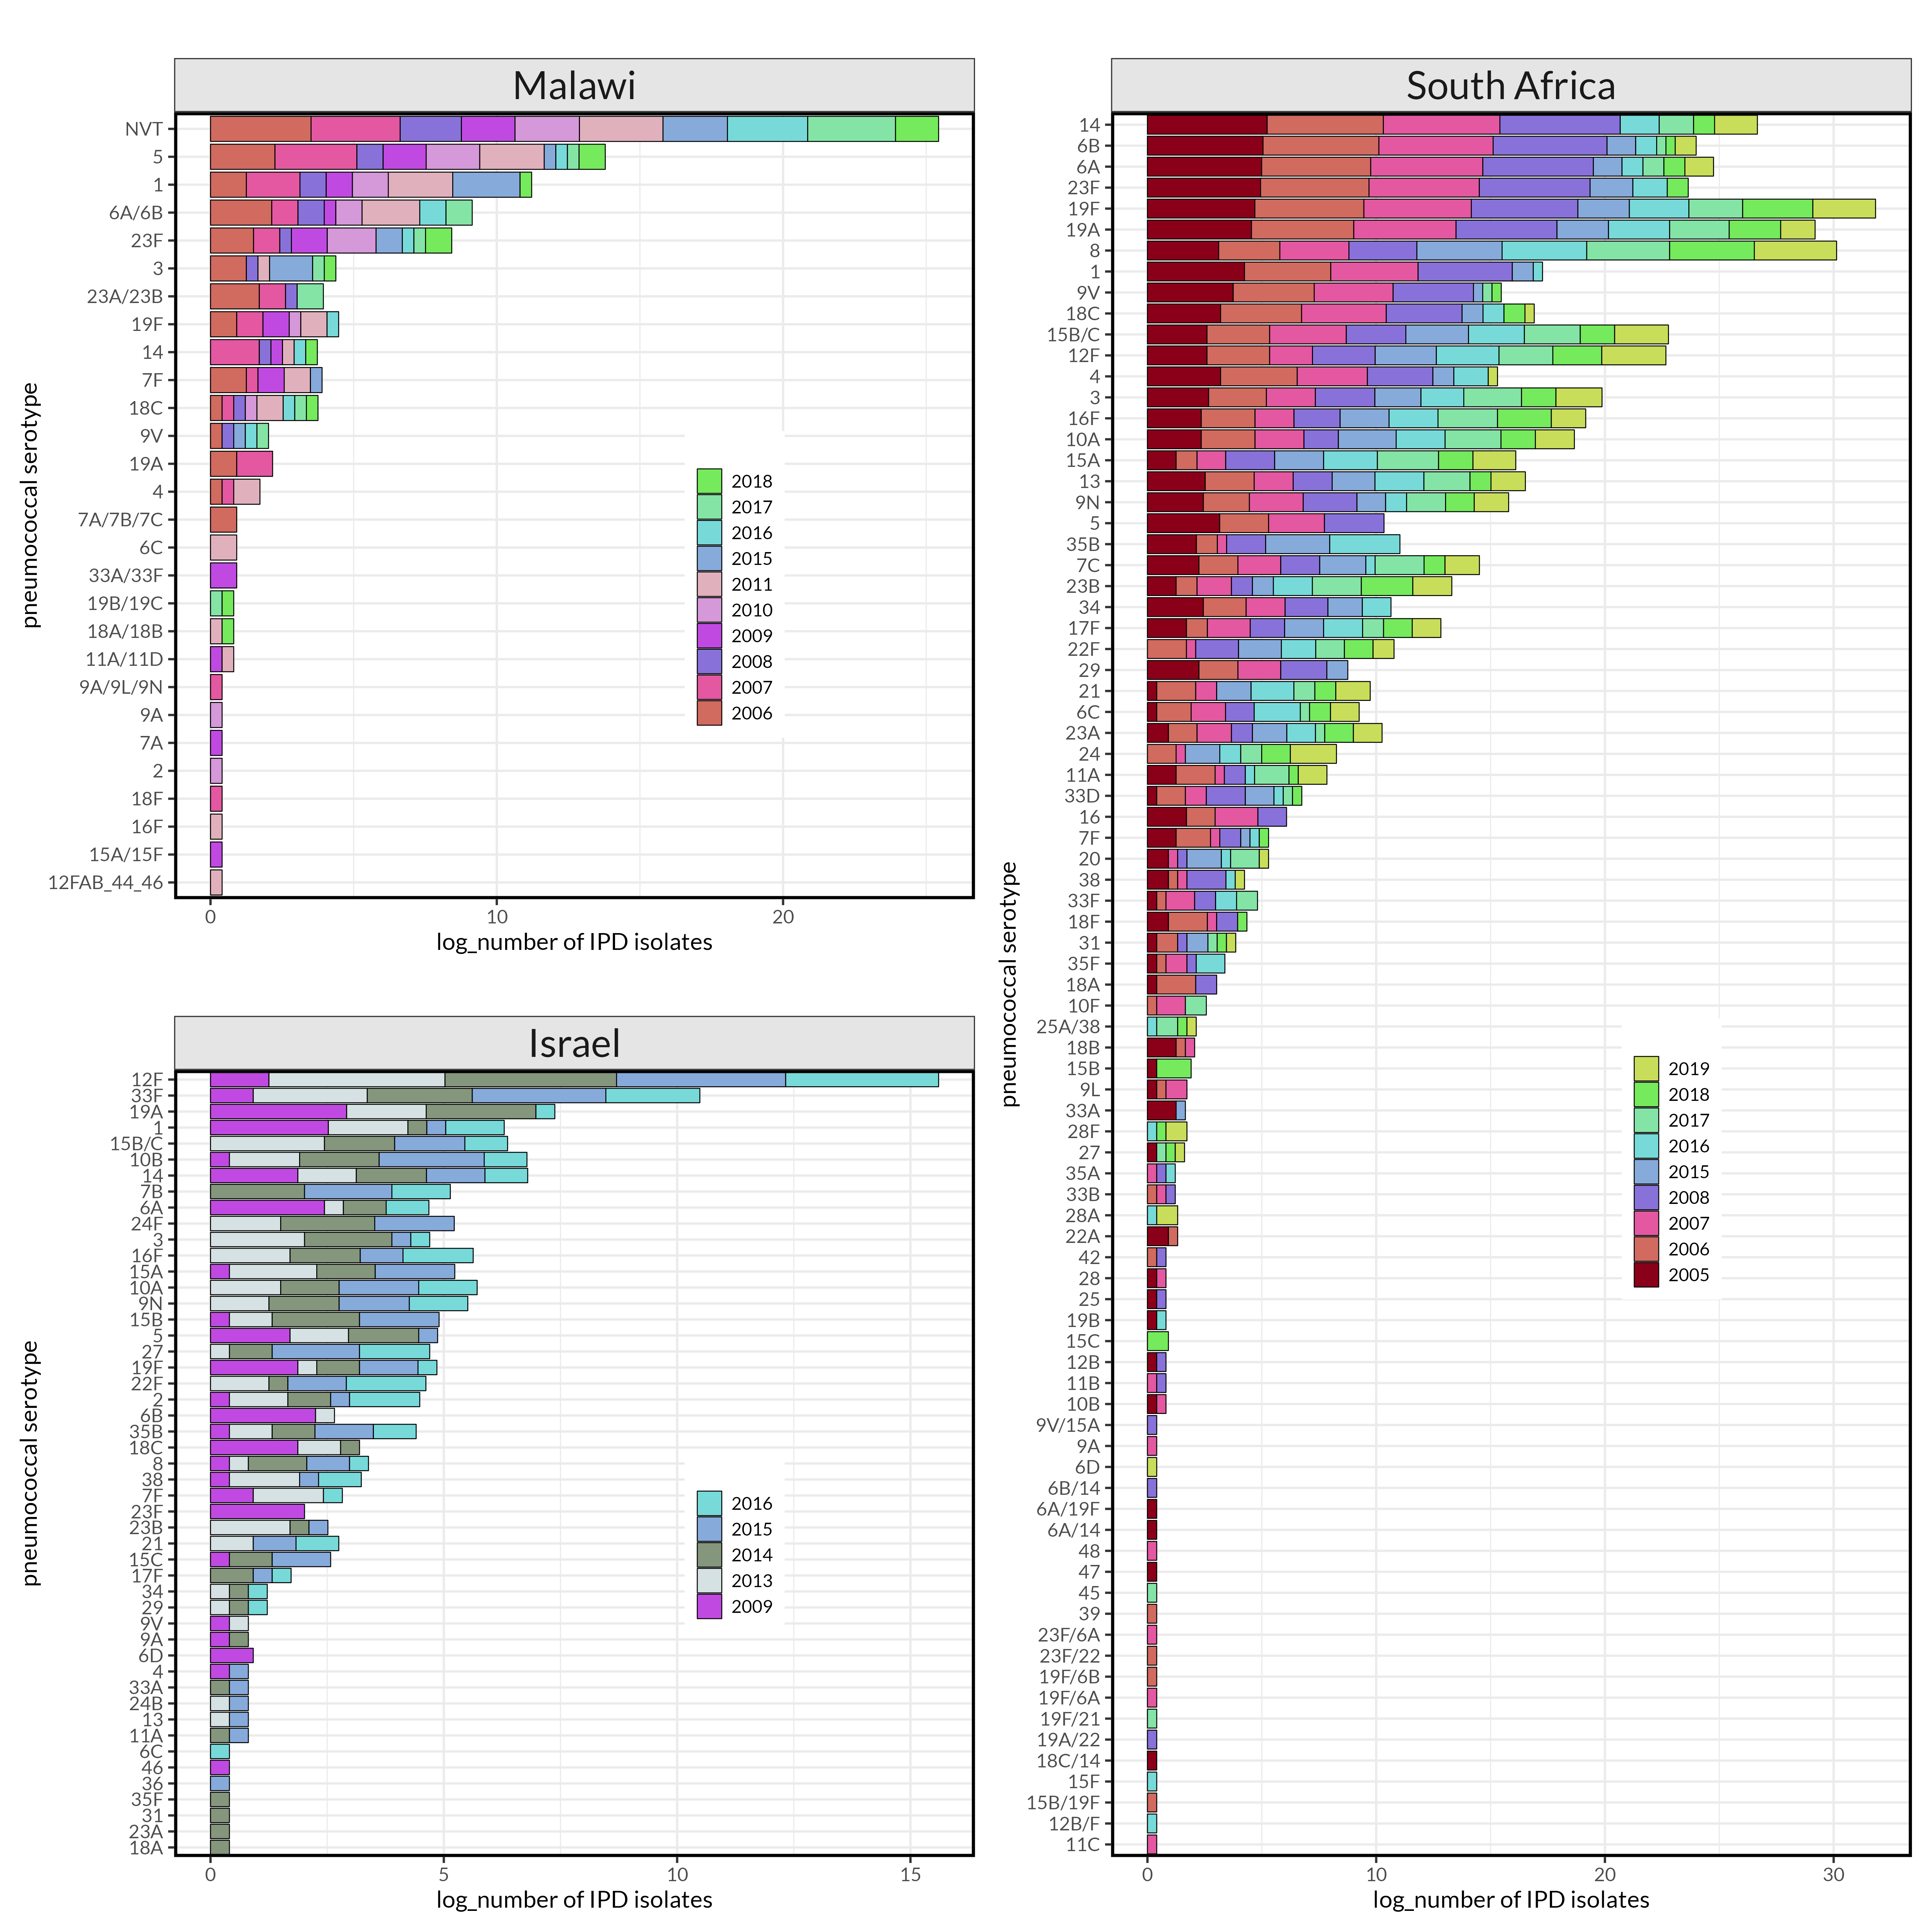 Malawi
pneumococcal serotype
NVT
5
1
6A/6B
23F
3
23A/23B
19F
14
7F
18C
9V
19A
4
7A/7B/7C
6C
33A/33F
19B/19C
18A/18B
11A/11D
9A/9L/9N
9A
7A
2
18F
16F
15A/15F
12FAB_44_46
2018
2017
2016
2015
2011
2010
2009
2008
2007
2006
0 10 20
log_number of IPD isolates
Israel
pneumococcal serotype
12F
33F
19A
1
15B/C
10B
14
7B
6A
24F
3
16F
15A
10A
9N
15B
5
27
19F
22F
2
6B
35B
18C
8
38
7F
23F
23B
21
15C
17F
34
29
9V
9A
6D
4
33A
24B
13
11A
6C
46
36
35F
31
23A
18A
2016
2015
2014
2013
2009
0 5 10 15
log_number of IPD isolates
South Africa
pneumococcal serotype
14
6B
6A
23F
19F
19A
8
1
9V
18C
15B/C
12F
4
3
16F
10A
15A
13
9N
5
35B
7C
23B
34
17F
22F
29
21
6C
23A
24
11A
33D
16
7F
20
38
33F
18F
31
35F
18A
10F
25A/38
18B
15B
9L
33A
28F
27
35A
33B
28A
22A
42
28
25
19B
15C
12B
11B
10B
9V/15A
9A
6D
6B/14
6A/19F
6A/14
48
47
45
39
23F/6A
23F/22
19F/6B
19F/6A
19F/21
19A/22
18C/14
15F
15B/19F
12B/F
11C
2019
2018
2017
2016
2015
2008
2007
2006
2005
0 10 20 30
log_number of IPD isolates